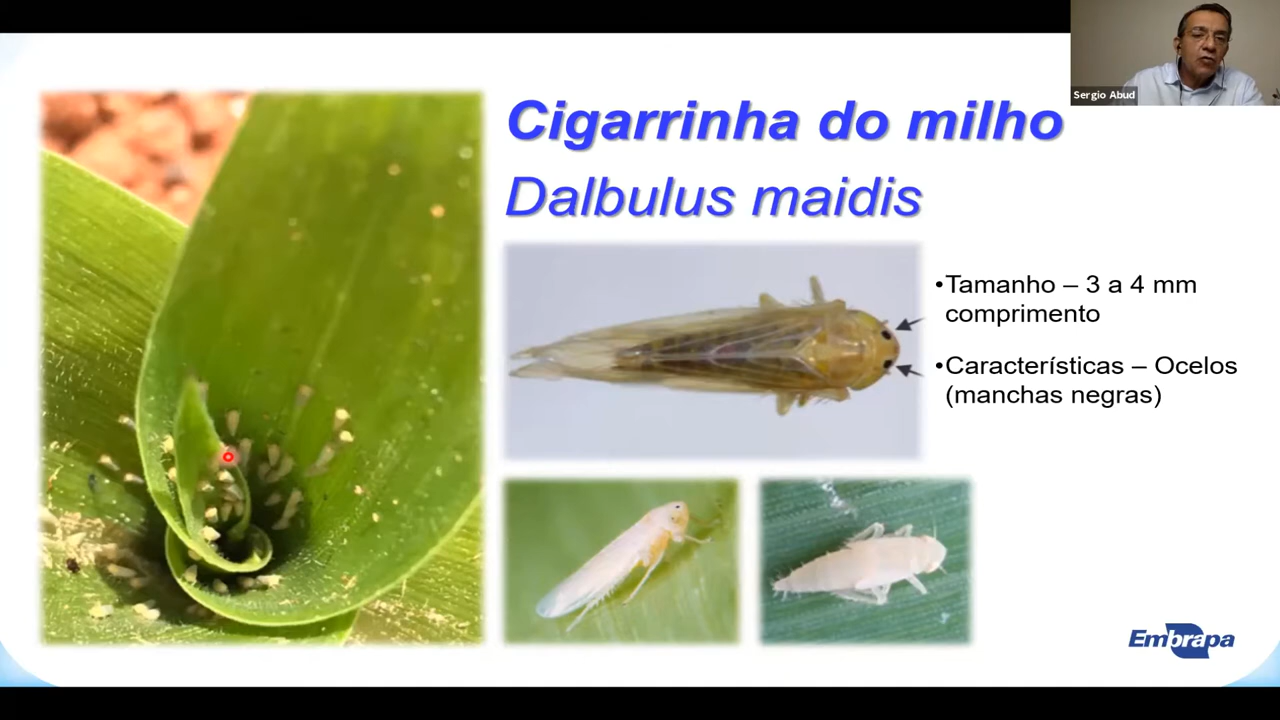 Sergio Abud
Cigarrinha do milho
Dalbulus maidis
•Tamanho – 3 a 4 mm
comprimento
•Características – Ocelos
(manchas negras)
Embrapa